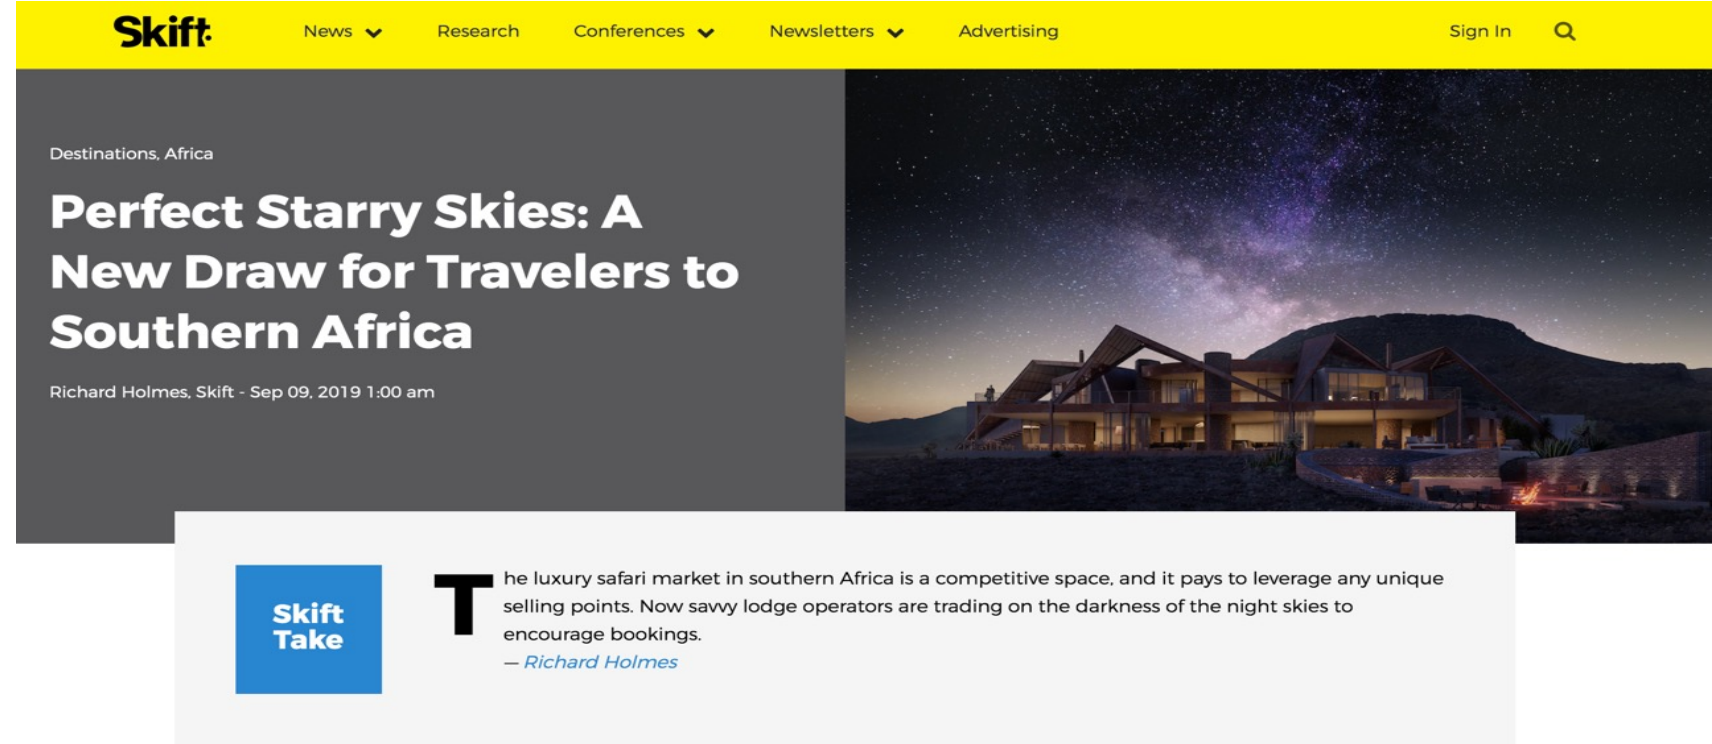 Skift
News
Research
Conferences
Newsletters
Advertising
Sign In
Destinations, Africa
Perfect Starry Skies: A
New Draw for Travelers to
Southern Africa
Richard Holmes, Skift - Sep 09, 2019 1:00 am
Skift
Take
The luxury safari market in southern Africa is a competitive space, and it pays to leverage any unique
selling points. Now savvy lodge operators are trading on the darkness of the night skies to
encourage bookings.
— Richard Holmes